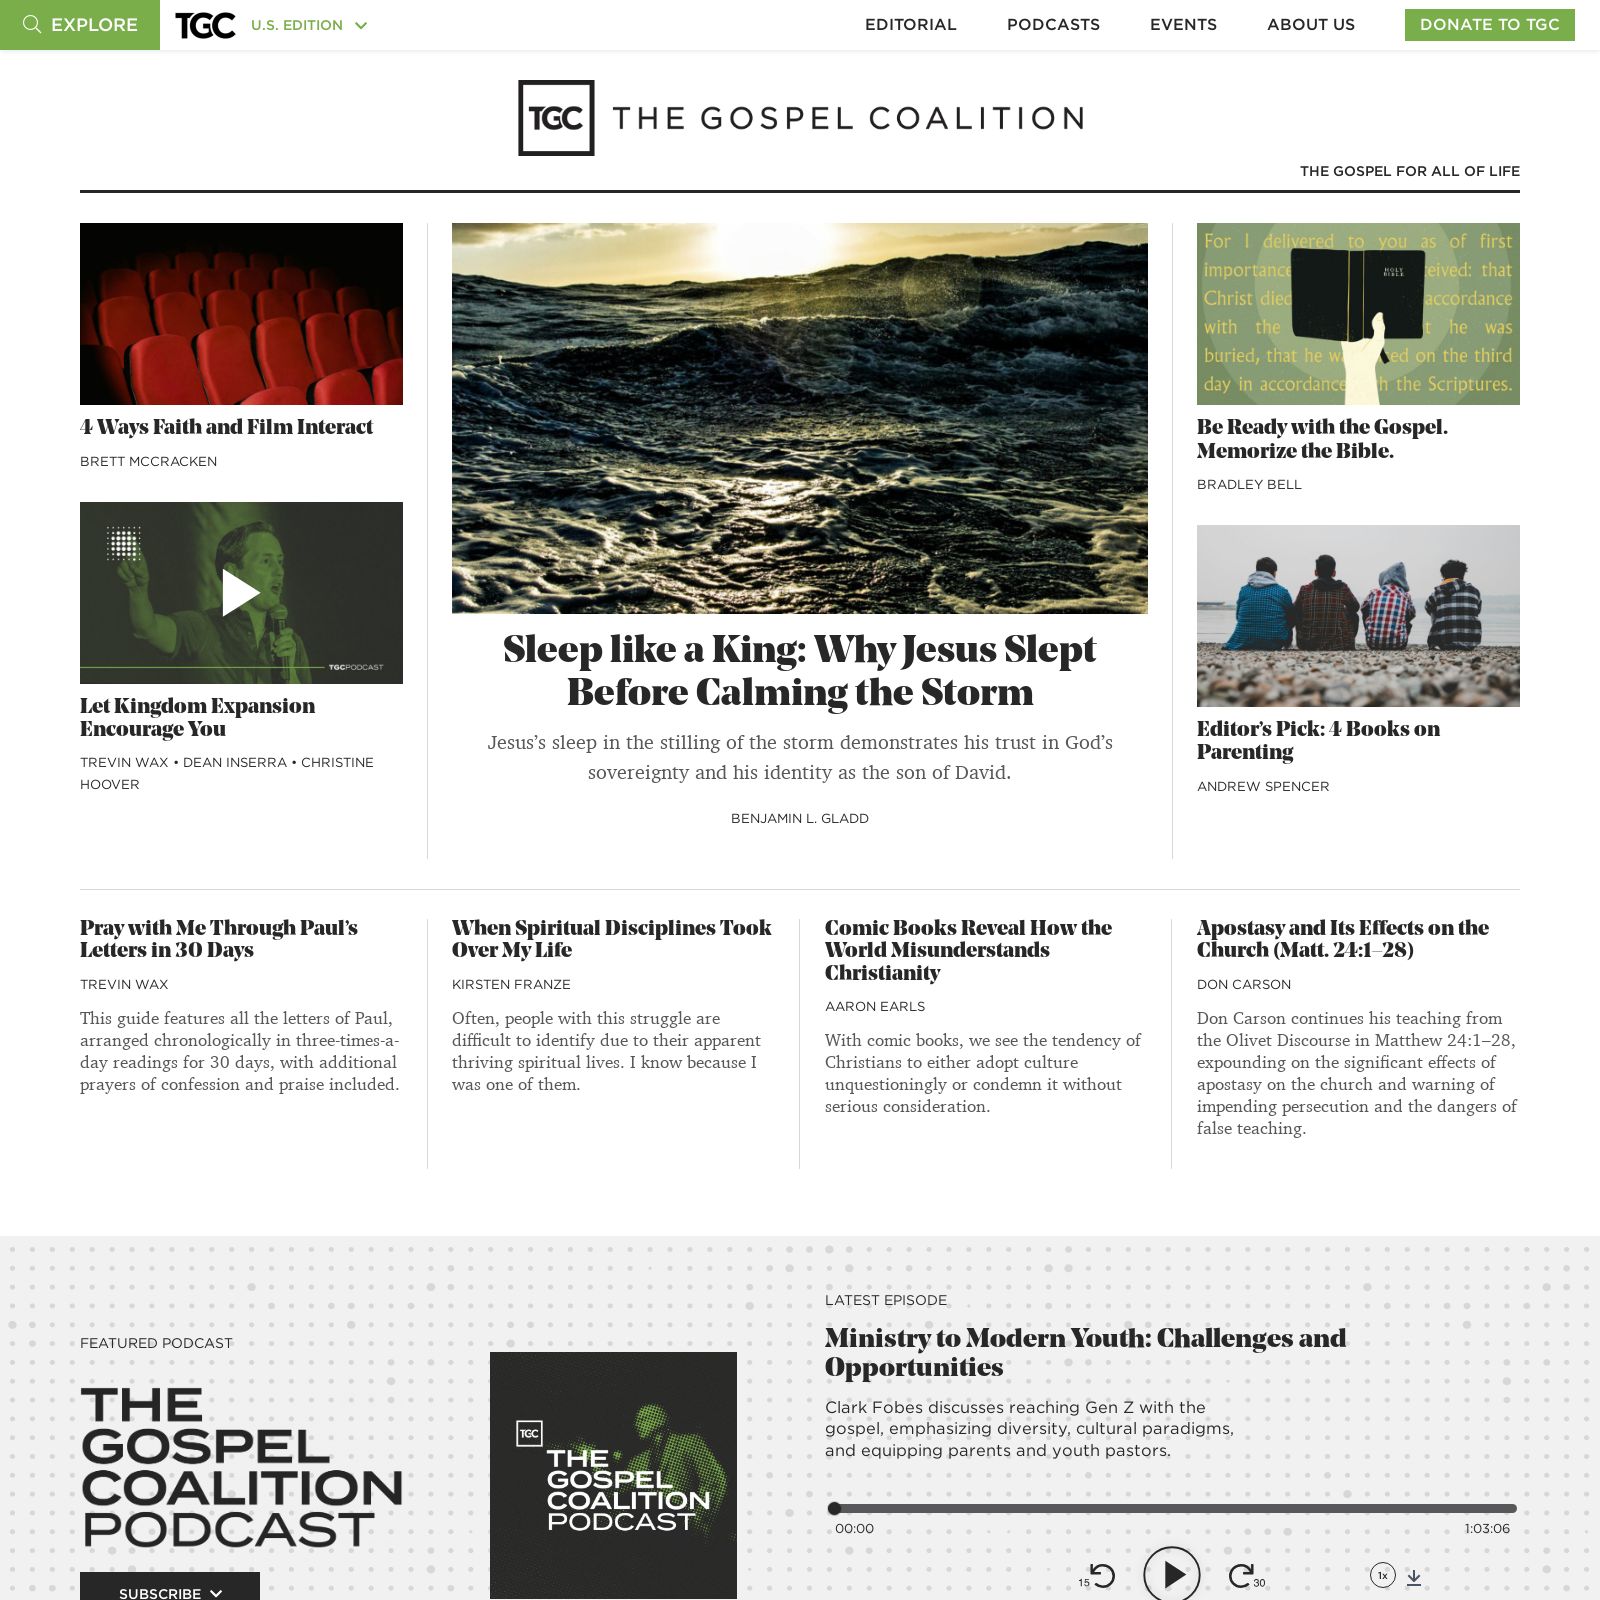 EXPLORE
TGC
U.S. EDITION
EDITORIAL
PODCASTS
EVENTS
ABOUT US
DONATE TO TGC
TGC THE GOSPEL COALITION
THE GOSPEL FOR ALL OF LIFE
4 Ways Faith and Film Interact
BRETT MCCRACKEN
TGCPODCAST
Let Kingdom Expansion
Encourage You
TREVIN WAX • DEAN INSERRA • CHRISTINE
HOOVER
Sleep like a King: Why Jesus Slept
Before Calming the Storm
Jesus’s sleep in the stilling of the storm demonstrates his trust in God’s
sovereignty and his identity as the son of David.
BENJAMIN L. GLADD
For I delivered to you as of first
importance eived: that
Christ died accordance
with the t he was
buried, that he wa ed on the third
day in accordance h the Scriptures.
HOLY
BIBLE
Be Ready with the Gospel.
Memorize the Bible.
BRADLEY BELL
Editor’s Pick: 4 Books on
Parenting
ANDREW SPENCER
Pray with Me Through Paul’s
Letters in 30 Days
TREVIN WAX
This guide features all the letters of Paul,
arranged chronologically in three-times-a-
day readings for 30 days, with additional
prayers of confession and praise included.
When Spiritual Disciplines Took
Over My Life
KIRSTEN FRANZE
Often, people with this struggle are
difficult to identify due to their apparent
thriving spiritual lives. I know because I
was one of them.
Comic Books Reveal How the
World Misunderstands
Christianity
AARON EARLS
With comic books, we see the tendency of
Christians to either adopt culture
unquestioningly or condemn it without
serious consideration.
Apostasy and Its Effects on the
Church (Matt. 24:1–28)
DON CARSON
Don Carson continues his teaching from
the Olivet Discourse in Matthew 24:1–28,
expounding on the significant effects of
apostasy on the church and warning of
impending persecution and the dangers of
false teaching.
FEATURED PODCAST
THE
GOSPEL
COALITION
PODCAST
SUBSCRIBE
TGC
THE
GOSPEL
COALITION
PODCAST
LATEST EPISODE
Ministry to Modern Youth: Challenges and
Opportunities
Clark Fobes discusses reaching Gen Z with the
gospel, emphasizing diversity, cultural paradigms,
and equipping parents and youth pastors.
00:00
1:03:06
15
30
1x